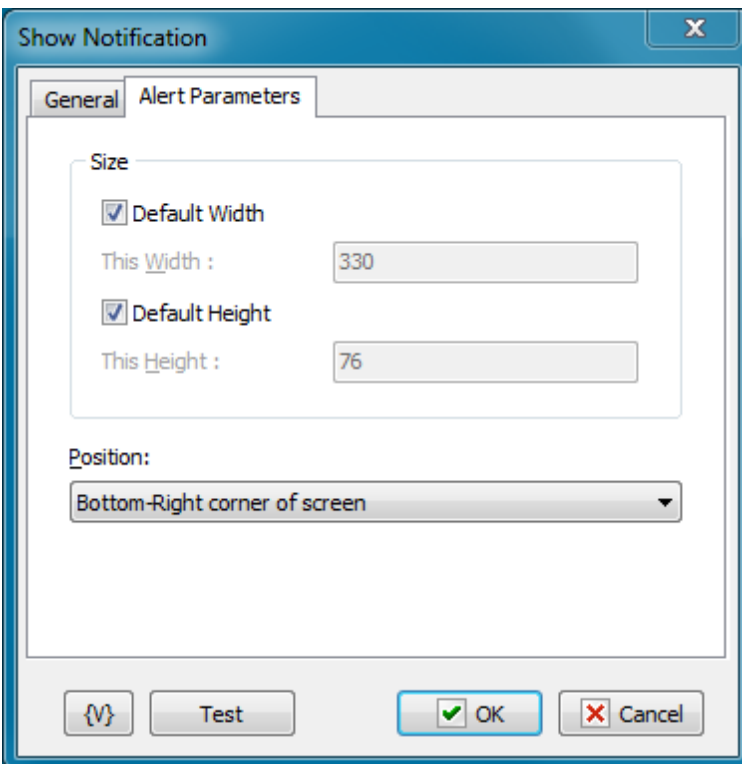 Show Notification
General
Alert Parameters
Size
Default Width
This Width :
330
Default Height
This Height :
76
Position:
Bottom-Right corner of screen
{V}
Test
OK
Cancel